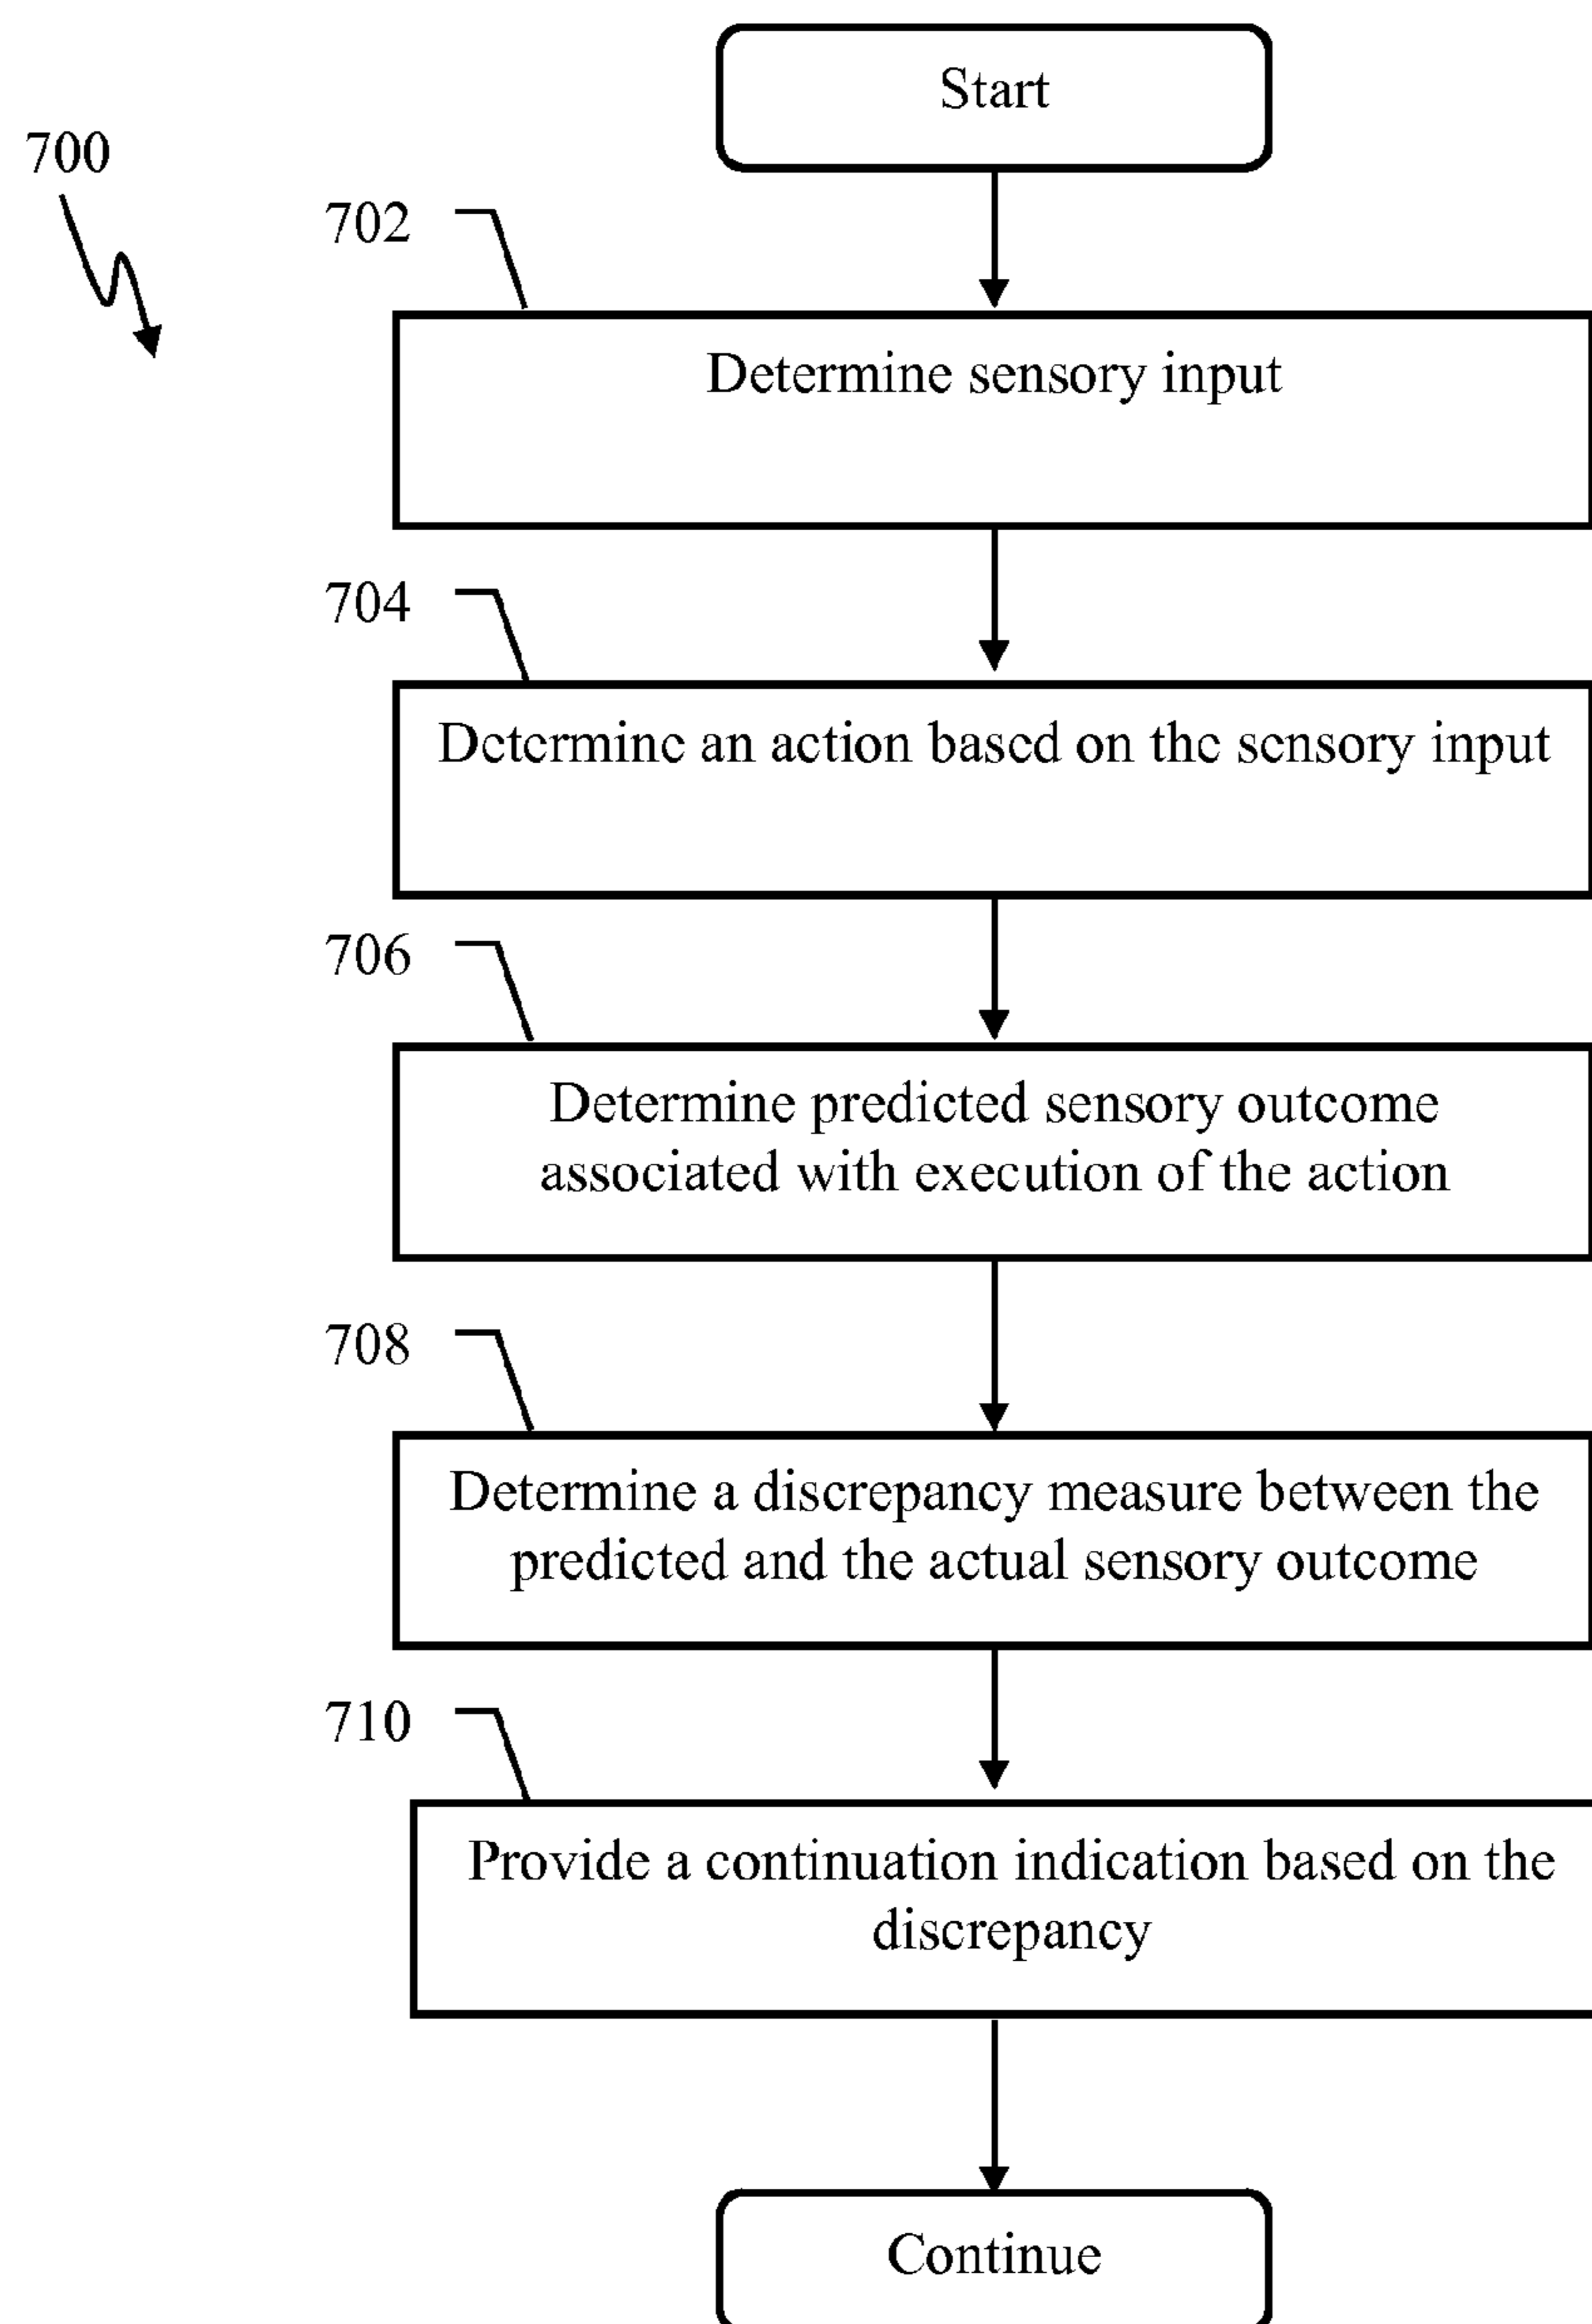 Start
700
702
Determine sensory input
704
Determine an action based on the sensory input
706
Determine predicted sensory outcome
associated with execution of the action
708
Determine a discrepancy measure between the
predicted and the actual sensory outcome
710
Provide a continuation indication based on the
discrepancy
Continue